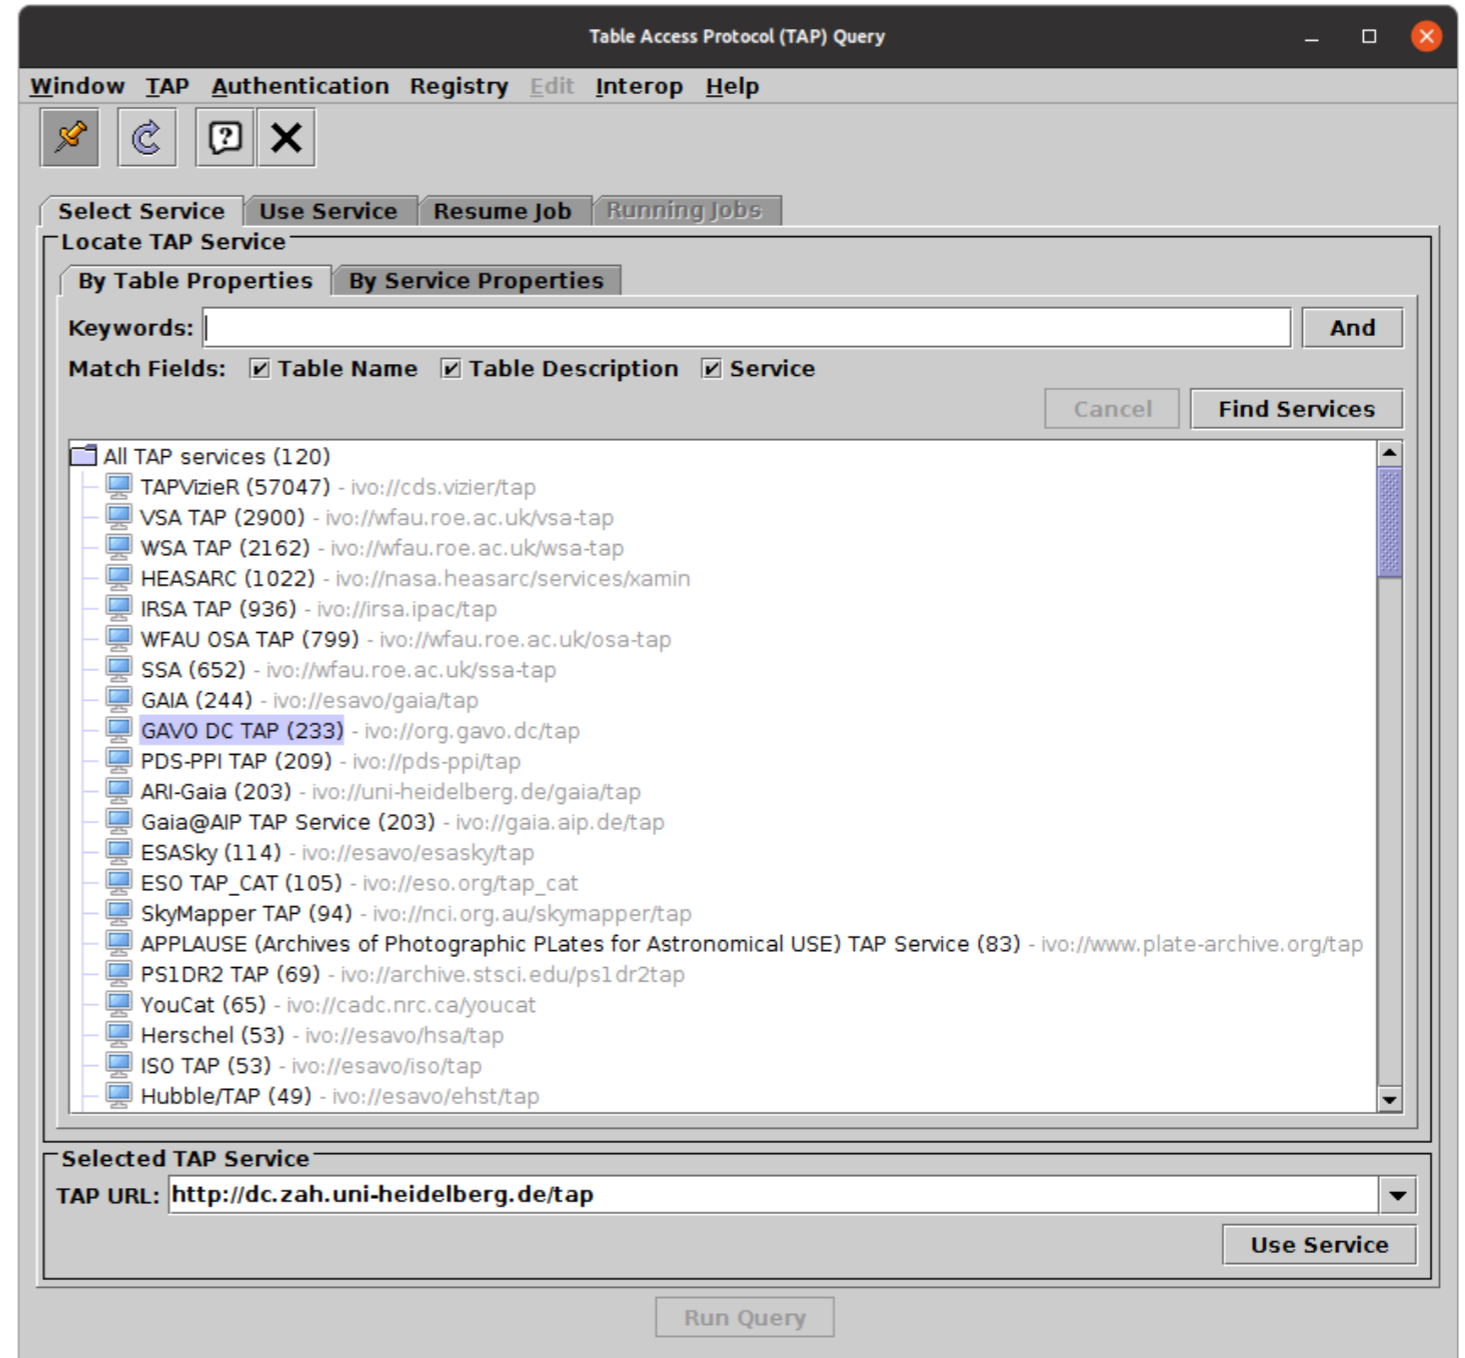 Table Access Protocol (TAP) Query
Window TAP Authentication Registry Edit Interop Help
Select Service Use Service Resume Job Running Jobs
Locate TAP Service
By Table Properties By Service Properties
Keywords: And
Match Fields: Table Name Table Description Service
Cancel Find Services
All TAP services (120)
TAPVizieR (57047) - ivo://cds.vizier/tap
VSA TAP (2900) - ivo://wfau.roe.ac.uk/vsa-tap
WSA TAP (2162) - ivo://wfau.roe.ac.uk/wsa-tap
HEASARC (1022) - ivo://nasa.heasarc/services/xamin
IRSA TAP (936) - ivo://irsa.ipac/tap
WFAU OSA TAP (799) - ivo://wfau.roe.ac.uk/osa-tap
SSA (652) - ivo://wfau.roe.ac.uk/ssa-tap
GAIA (244) - ivo://esavo/gaia/tap
GAVO DC TAP (233) - ivo://org.gavo.dc/tap
PDS-PPI TAP (209) - ivo://pds-ppi/tap
ARI-Gaia (203) - ivo://uni-heidelberg.de/gaia/tap
Gaia@AIP TAP Service (203) - ivo://gaia.aip.de/tap
ESASky (114) - ivo://esavo/esasky/tap
ESO TAP_CAT (105) - ivo://eso.org/tap_cat
SkyMapper TAP (94) - ivo://nci.org.au/skymapper/tap
APPLAUSE (Archives of Photographic PLates for Astronomical USE) TAP Service (83) - ivo://www.plate-archive.org/tap
PS1DR2 TAP (69) - ivo://archive.stsci.edu/ps1dr2tap
YouCat (65) - ivo://cadc.nrc.ca/youcat
Herschel (53) - ivo://esavo/hsa/tap
ISO TAP (53) - ivo://esavo/iso/tap
Hubble/TAP (49) - ivo://esavo/ehst/tap
Selected TAP Service
TAP URL: http://dc.zah.uni-heidelberg.de/tap
Use Service
Run Query